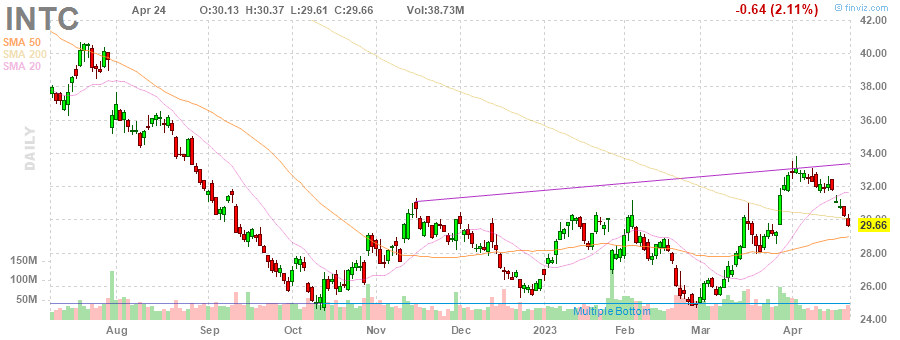 INTC Apr 24 O:30.13 H:30.37 L:29.61 C:29.66 Vol:38.73M -0.64 (2.11%) finviz.com
SMA 50
SMA 200
SMA 20
DAILY
42.00
40.00
38.00
36.00
34.00
32.00
30.00
29.66
28.00
26.00
24.00
150M
100M
50M
Multiple Bottom
Aug Sep Oct Nov Dec 2023 Feb Mar Apr